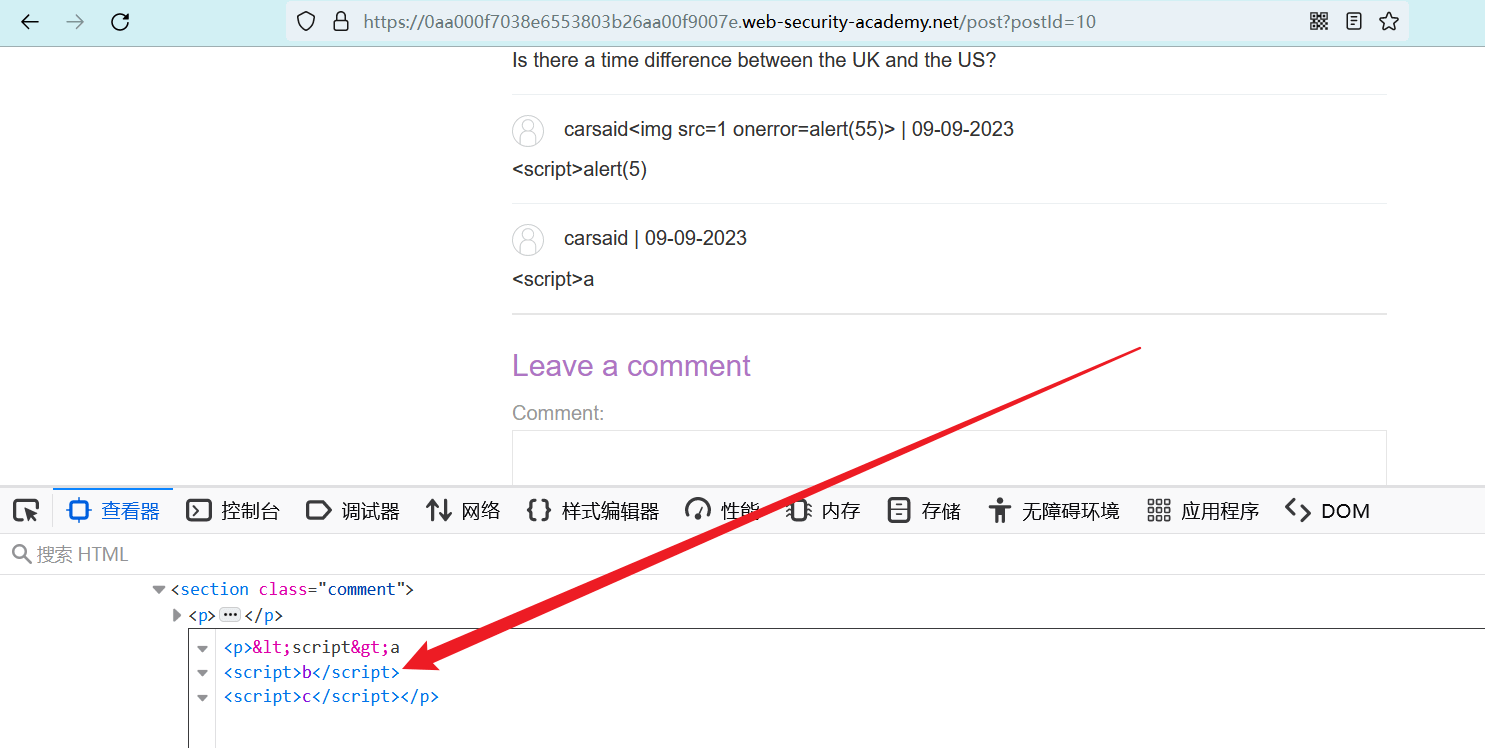 https://0aa000f7038e6553803b26aa00f9007e.web-security-academy.net/post?postId=10
Is there a time difference between the UK and the US?
carsaid<img src=1 onerror=alert(55)> | 09-09-2023
<script>alert(5)
carsaid | 09-09-2023
<script>a
Leave a comment
Comment:
查看器 控制台 调试器 网络 样式编辑器 性能 内存 存储 无障碍环境 应用程序 DOM
搜索 HTML
<section class="comment">
<p>···</p>
<p>&lt;script&gt;a
<script>b</script>
<script>c</script></p>